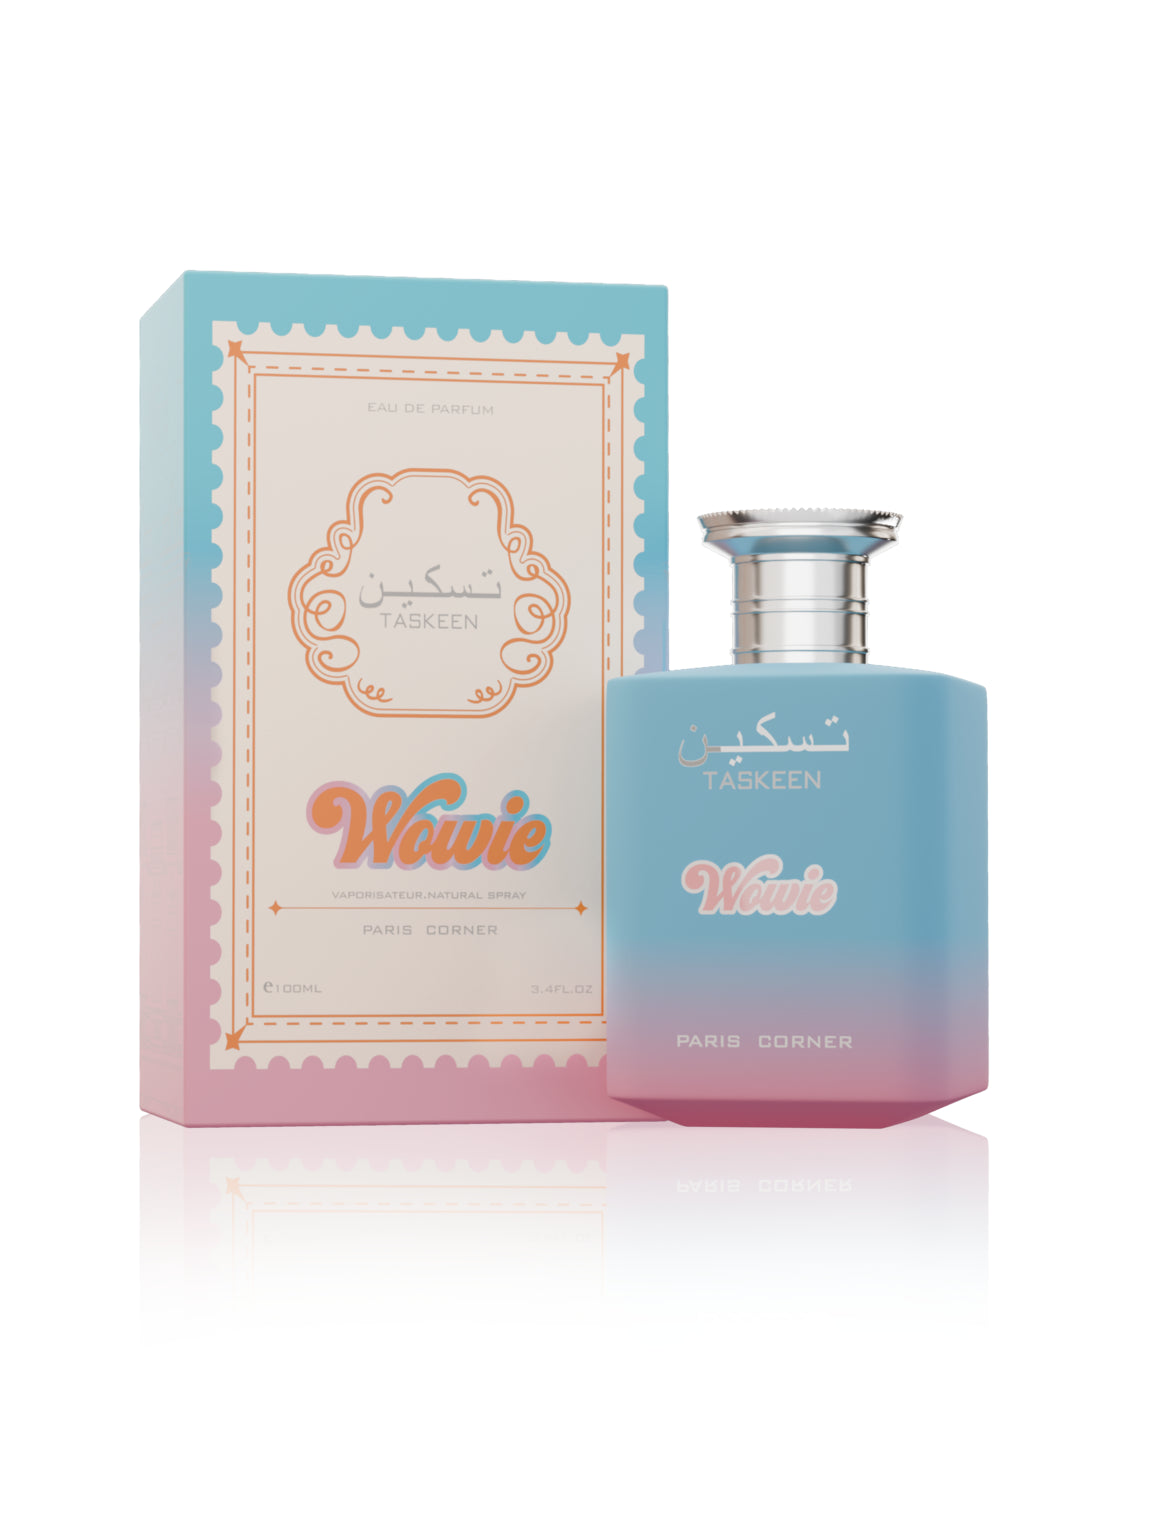 EAU DE PARFUM
تسكين
TASKEEN
Wowie
VAPORISATEUR.NATURAL SPRAY
PARIS CORNER
e100ML
3.4FL.OZ
تسكين
TASKEEN
Wowie
PARIS CORNER